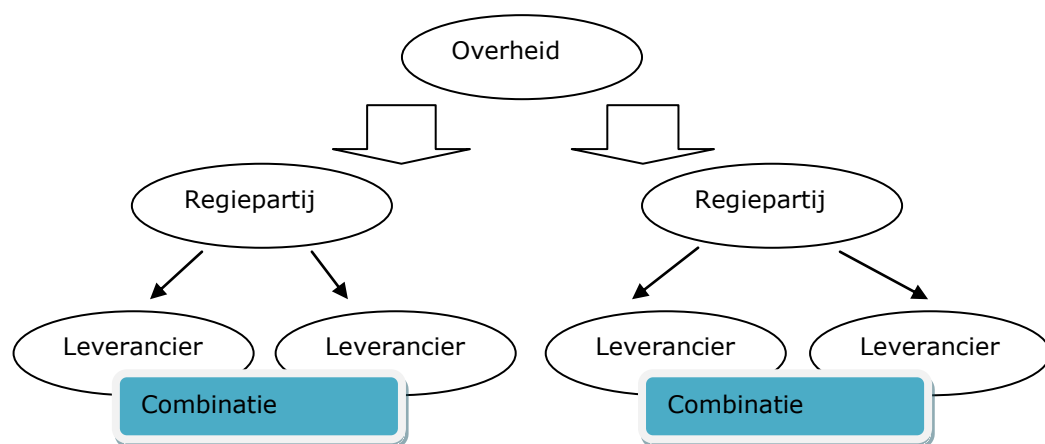 Overheid
Regiepartij
Regiepartij
Leverancier
Leverancier
Leverancier
Leverancier
Combinatie
Combinatie